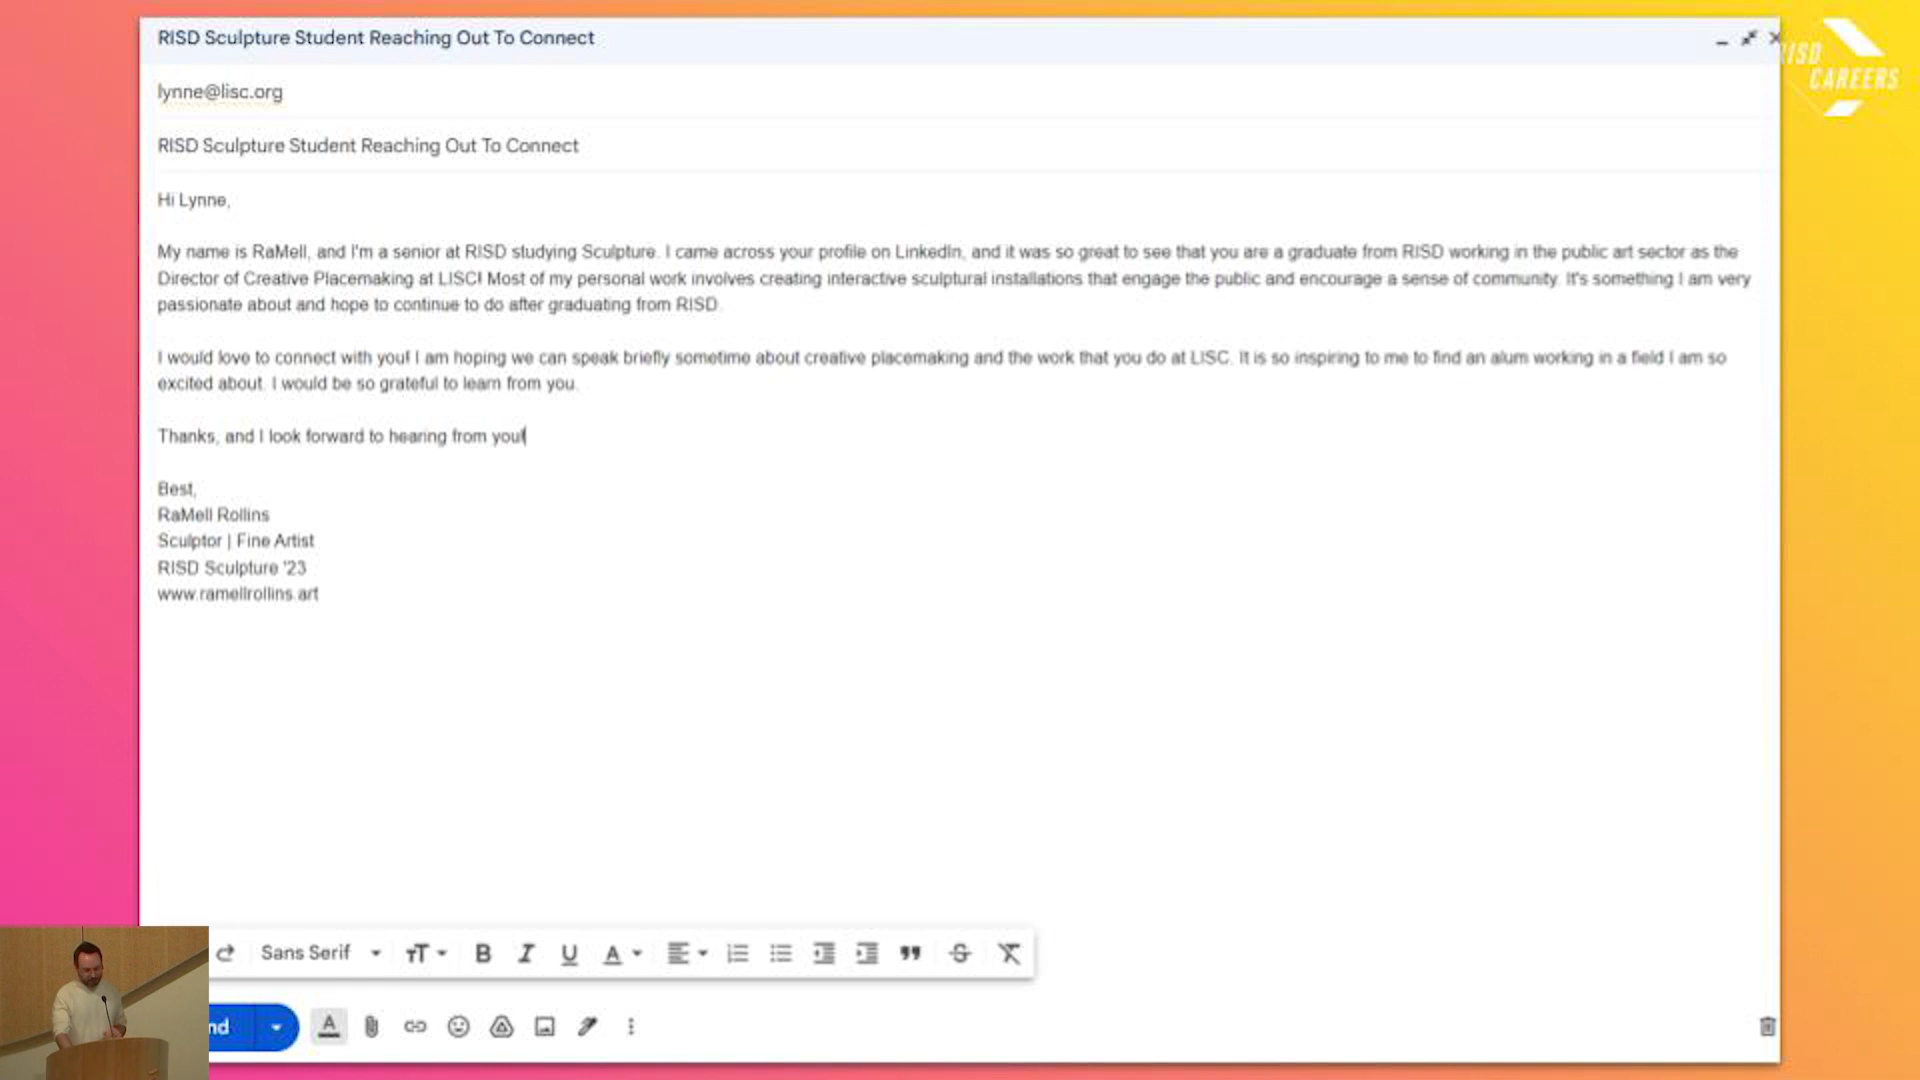 RISD Sculpture Student Reaching Out To Connect
RISD
CAREERS
lynne@lisc.org
RISD Sculpture Student Reaching Out To Connect
Hi Lynne,
My name is RaMell, and I'm a senior at RISD studying Sculpture. I came across your profile on LinkedIn, and it was so great to see that you are a graduate from RISD working in the public art sector as the
Director of Creative Placemaking at LISC! Most of my personal work involves creating interactive sculptural installations that engage the public and encourage a sense of community. It's something I am very
passionate about and hope to continue to do after graduating from RISD.
I would love to connect with you! I am hoping we can speak briefly sometime about creative placemaking and the work that you do at LISC. It is so inspiring to me to find an alum working in a field I am so
excited about. I would be so grateful to learn from you.
Thanks, and I look forward to hearing from you!
Best,
RaMell Rollins
Sculptor | Fine Artist
RISD Sculpture '23
www.ramellrollins.art
Sans Serif
nd